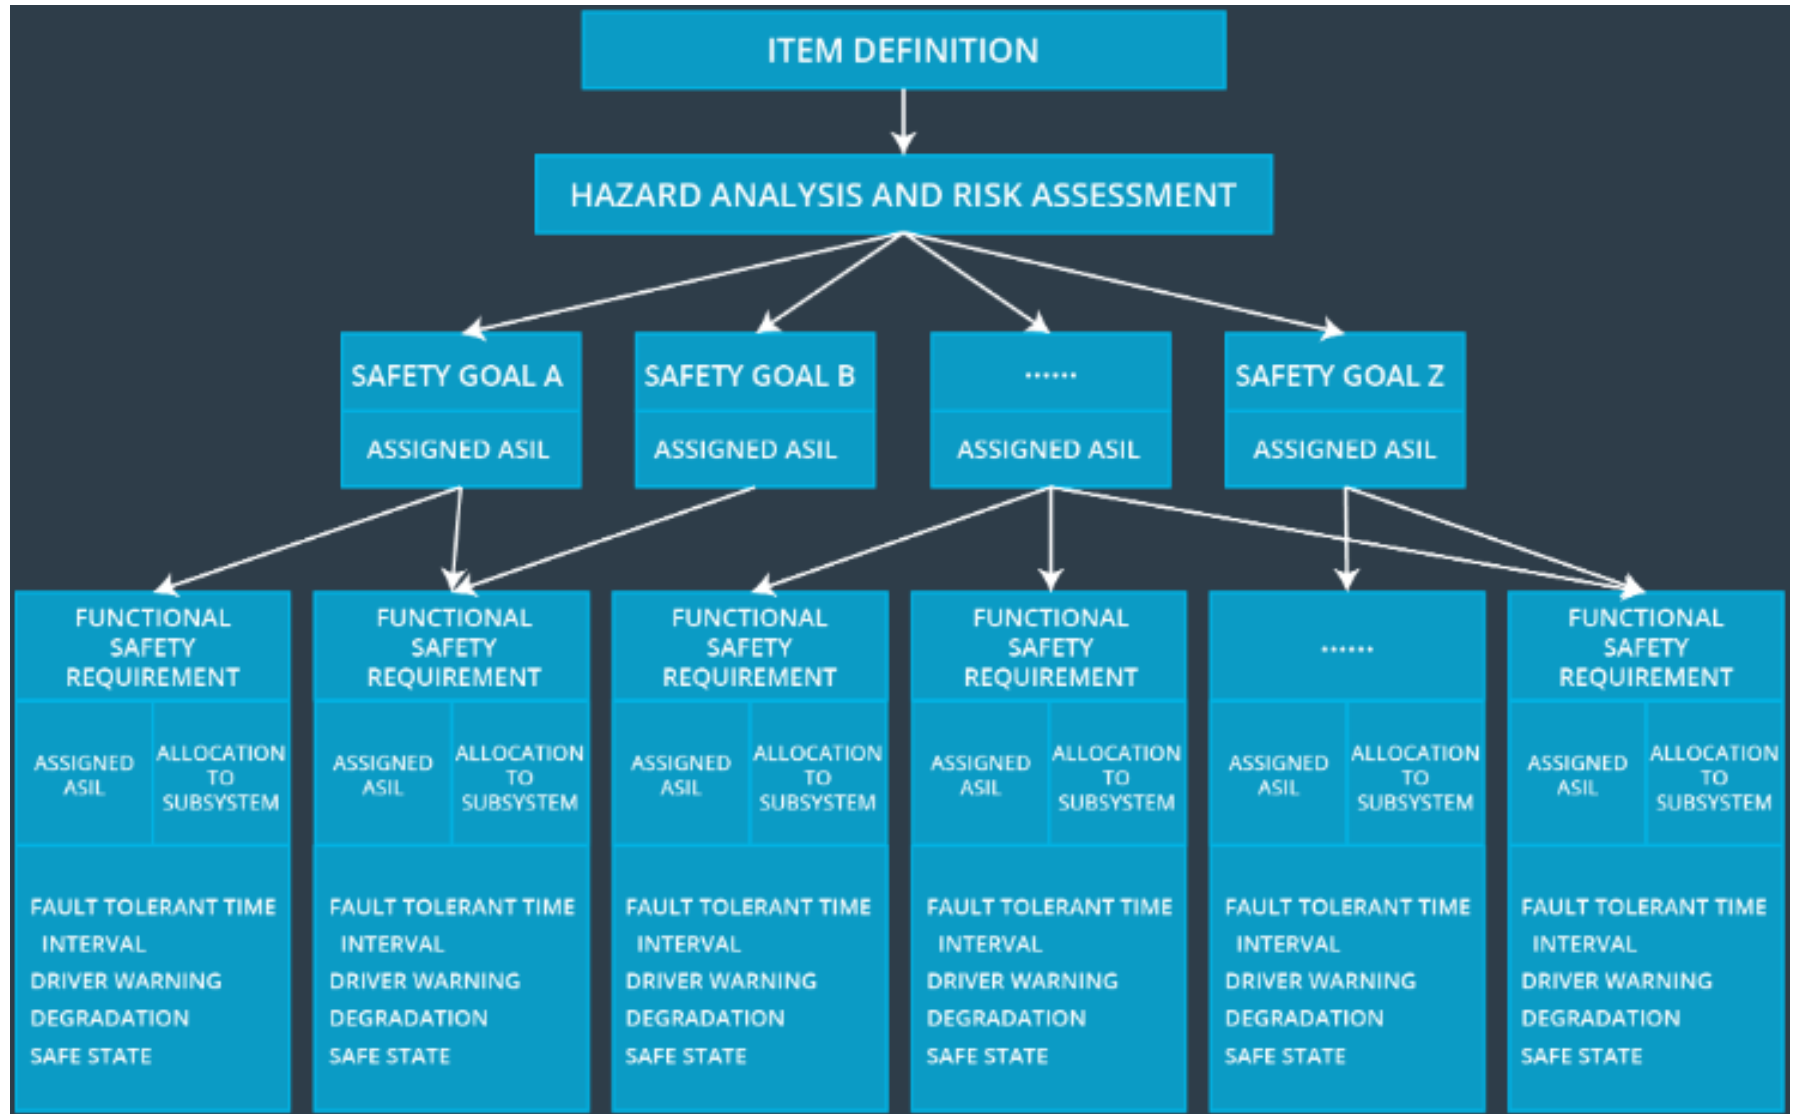 ITEM DEFINITION
HAZARD ANALYSIS AND RISK ASSESSMENT
SAFETY GOAL A
ASSIGNED ASIL
SAFETY GOAL B
ASSIGNED ASIL
......
ASSIGNED ASIL
SAFETY GOAL Z
ASSIGNED ASIL
FUNCTIONAL
SAFETY
REQUIREMENT
ASSIGNED
ASIL
ALLOCATION
TO
SUBSYSTEM
FAULT TOLERANT TIME
INTERVAL
DRIVER WARNING
DEGRADATION
SAFE STATE
FUNCTIONAL
SAFETY
REQUIREMENT
ASSIGNED
ASIL
ALLOCATION
TO
SUBSYSTEM
FAULT TOLERANT TIME
INTERVAL
DRIVER WARNING
DEGRADATION
SAFE STATE
FUNCTIONAL
SAFETY
REQUIREMENT
ASSIGNED
ASIL
ALLOCATION
TO
SUBSYSTEM
FAULT TOLERANT TIME
INTERVAL
DRIVER WARNING
DEGRADATION
SAFE STATE
FUNCTIONAL
SAFETY
REQUIREMENT
ASSIGNED
ASIL
ALLOCATION
TO
SUBSYSTEM
FAULT TOLERANT TIME
INTERVAL
DRIVER WARNING
DEGRADATION
SAFE STATE
......
ASSIGNED
ASIL
ALLOCATION
TO
SUBSYSTEM
FAULT TOLERANT TIME
INTERVAL
DRIVER WARNING
DEGRADATION
SAFE STATE
FUNCTIONAL
SAFETY
REQUIREMENT
ASSIGNED
ASIL
ALLOCATION
TO
SUBSYSTEM
FAULT TOLERANT TIME
INTERVAL
DRIVER WARNING
DEGRADATION
SAFE STATE